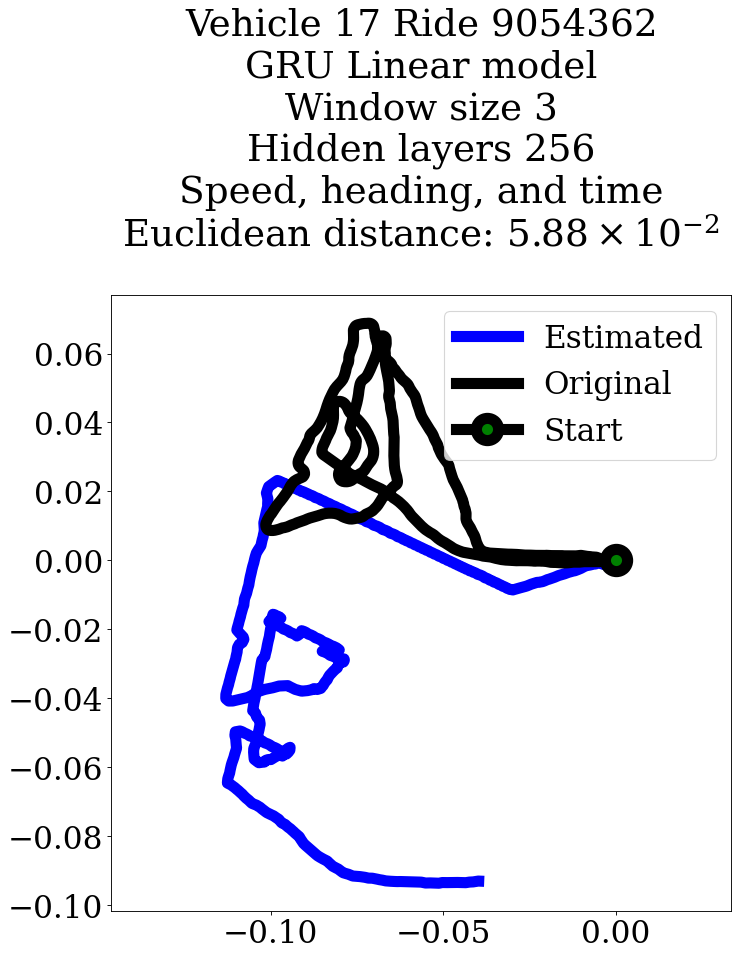 Vehicle 17 Ride 9054362
GRU Linear model
Window size 3
Hidden layers 256
Speed, heading, and time
Euclidean distance: 5.88 × 10⁻²
Estimated
Original
Start
0.06
0.04
0.02
0.00
−0.02
−0.04
−0.06
−0.08
−0.10
−0.10 −0.05 0.00